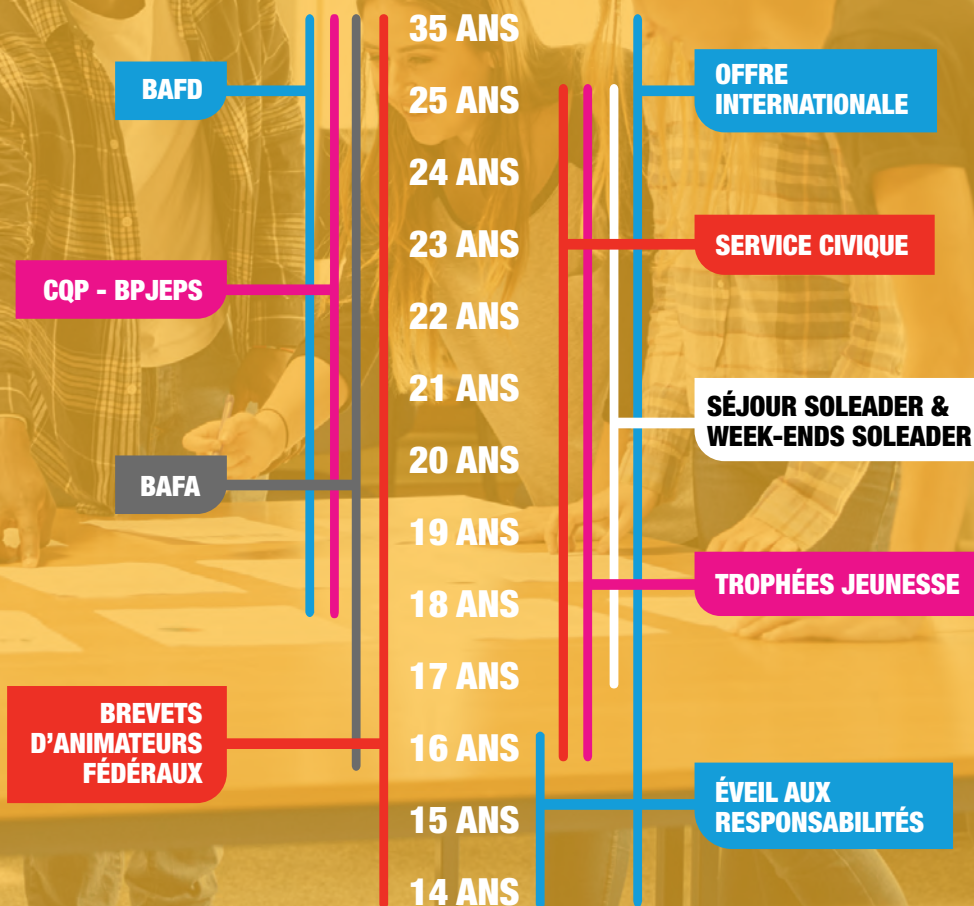 35 ANS
25 ANS
24 ANS
23 ANS
22 ANS
21 ANS
20 ANS
19 ANS
18 ANS
17 ANS
16 ANS
15 ANS
14 ANS
BAFD
CQP - BPJEPS
BAFA
BREVETS
D'ANIMATEURS
FÉDÉRAUX
OFFRE
INTERNATIONALE
SERVICE CIVIQUE
SÉJOUR SOLEADER &
WEEK-ENDS SOLEADER
TROPHÉES JEUNESSE
ÉVEIL AUX
RESPONSABILITÉS